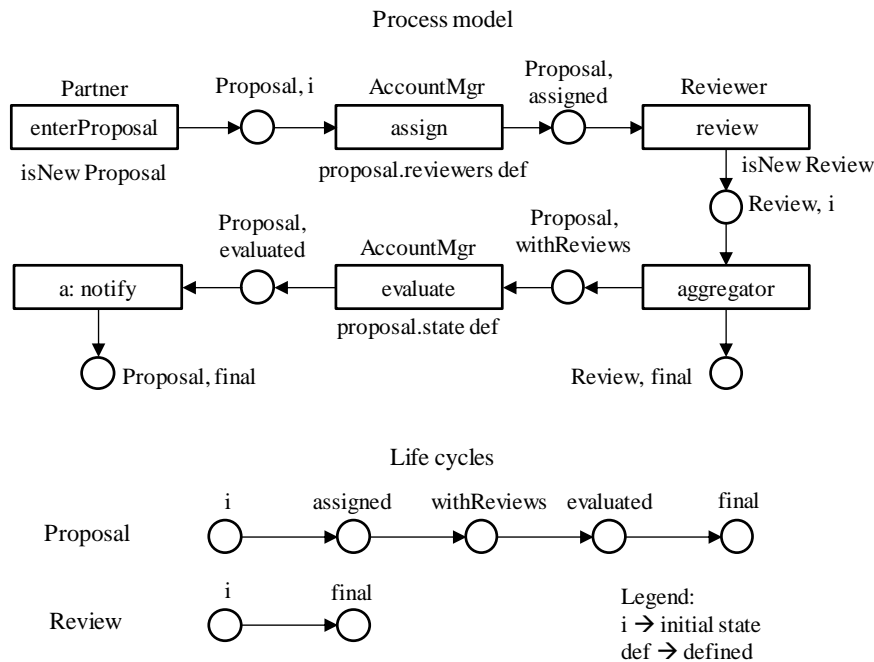 Process model
Partner
Proposal, i
AccountMgr
Proposal,
assigned
Reviewer
enterProposal
assign
review
isNew Proposal
proposal.reviewers def
isNew Review
Review, i
Proposal,
evaluated
AccountMgr
Proposal,
withReviews
a: notify
evaluate
aggregator
proposal.state def
Proposal, final
Review, final
Life cycles
i
assigned
withReviews
evaluated
final
Proposal
i
final
Review
Legend:
i → initial state
def → defined